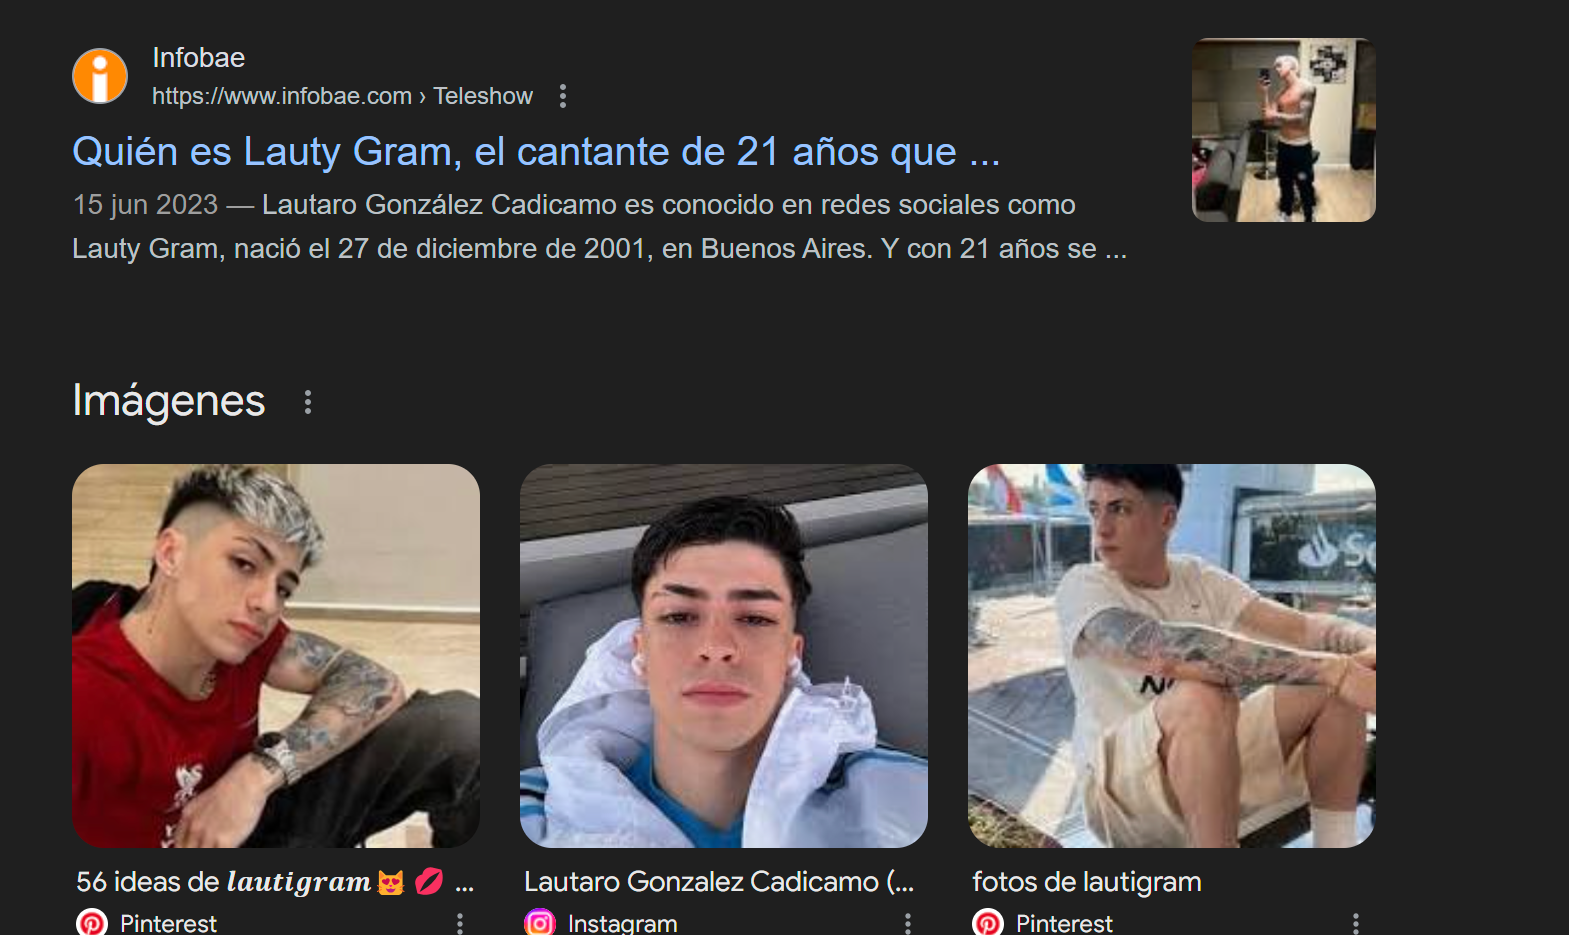 Infobae
https://www.infobae.com › Teleshow
Quién es Lauty Gram, el cantante de 21 años que ...
15 jun 2023 — Lautaro González Cadicamo es conocido en redes sociales como
Lauty Gram, nació el 27 de diciembre de 2001, en Buenos Aires. Y con 21 años se ...
Imágenes
56 ideas de lautigram😻💋 ...
Pinterest
Lautaro Gonzalez Cadicamo (...
Instagram
fotos de lautigram
Pinterest